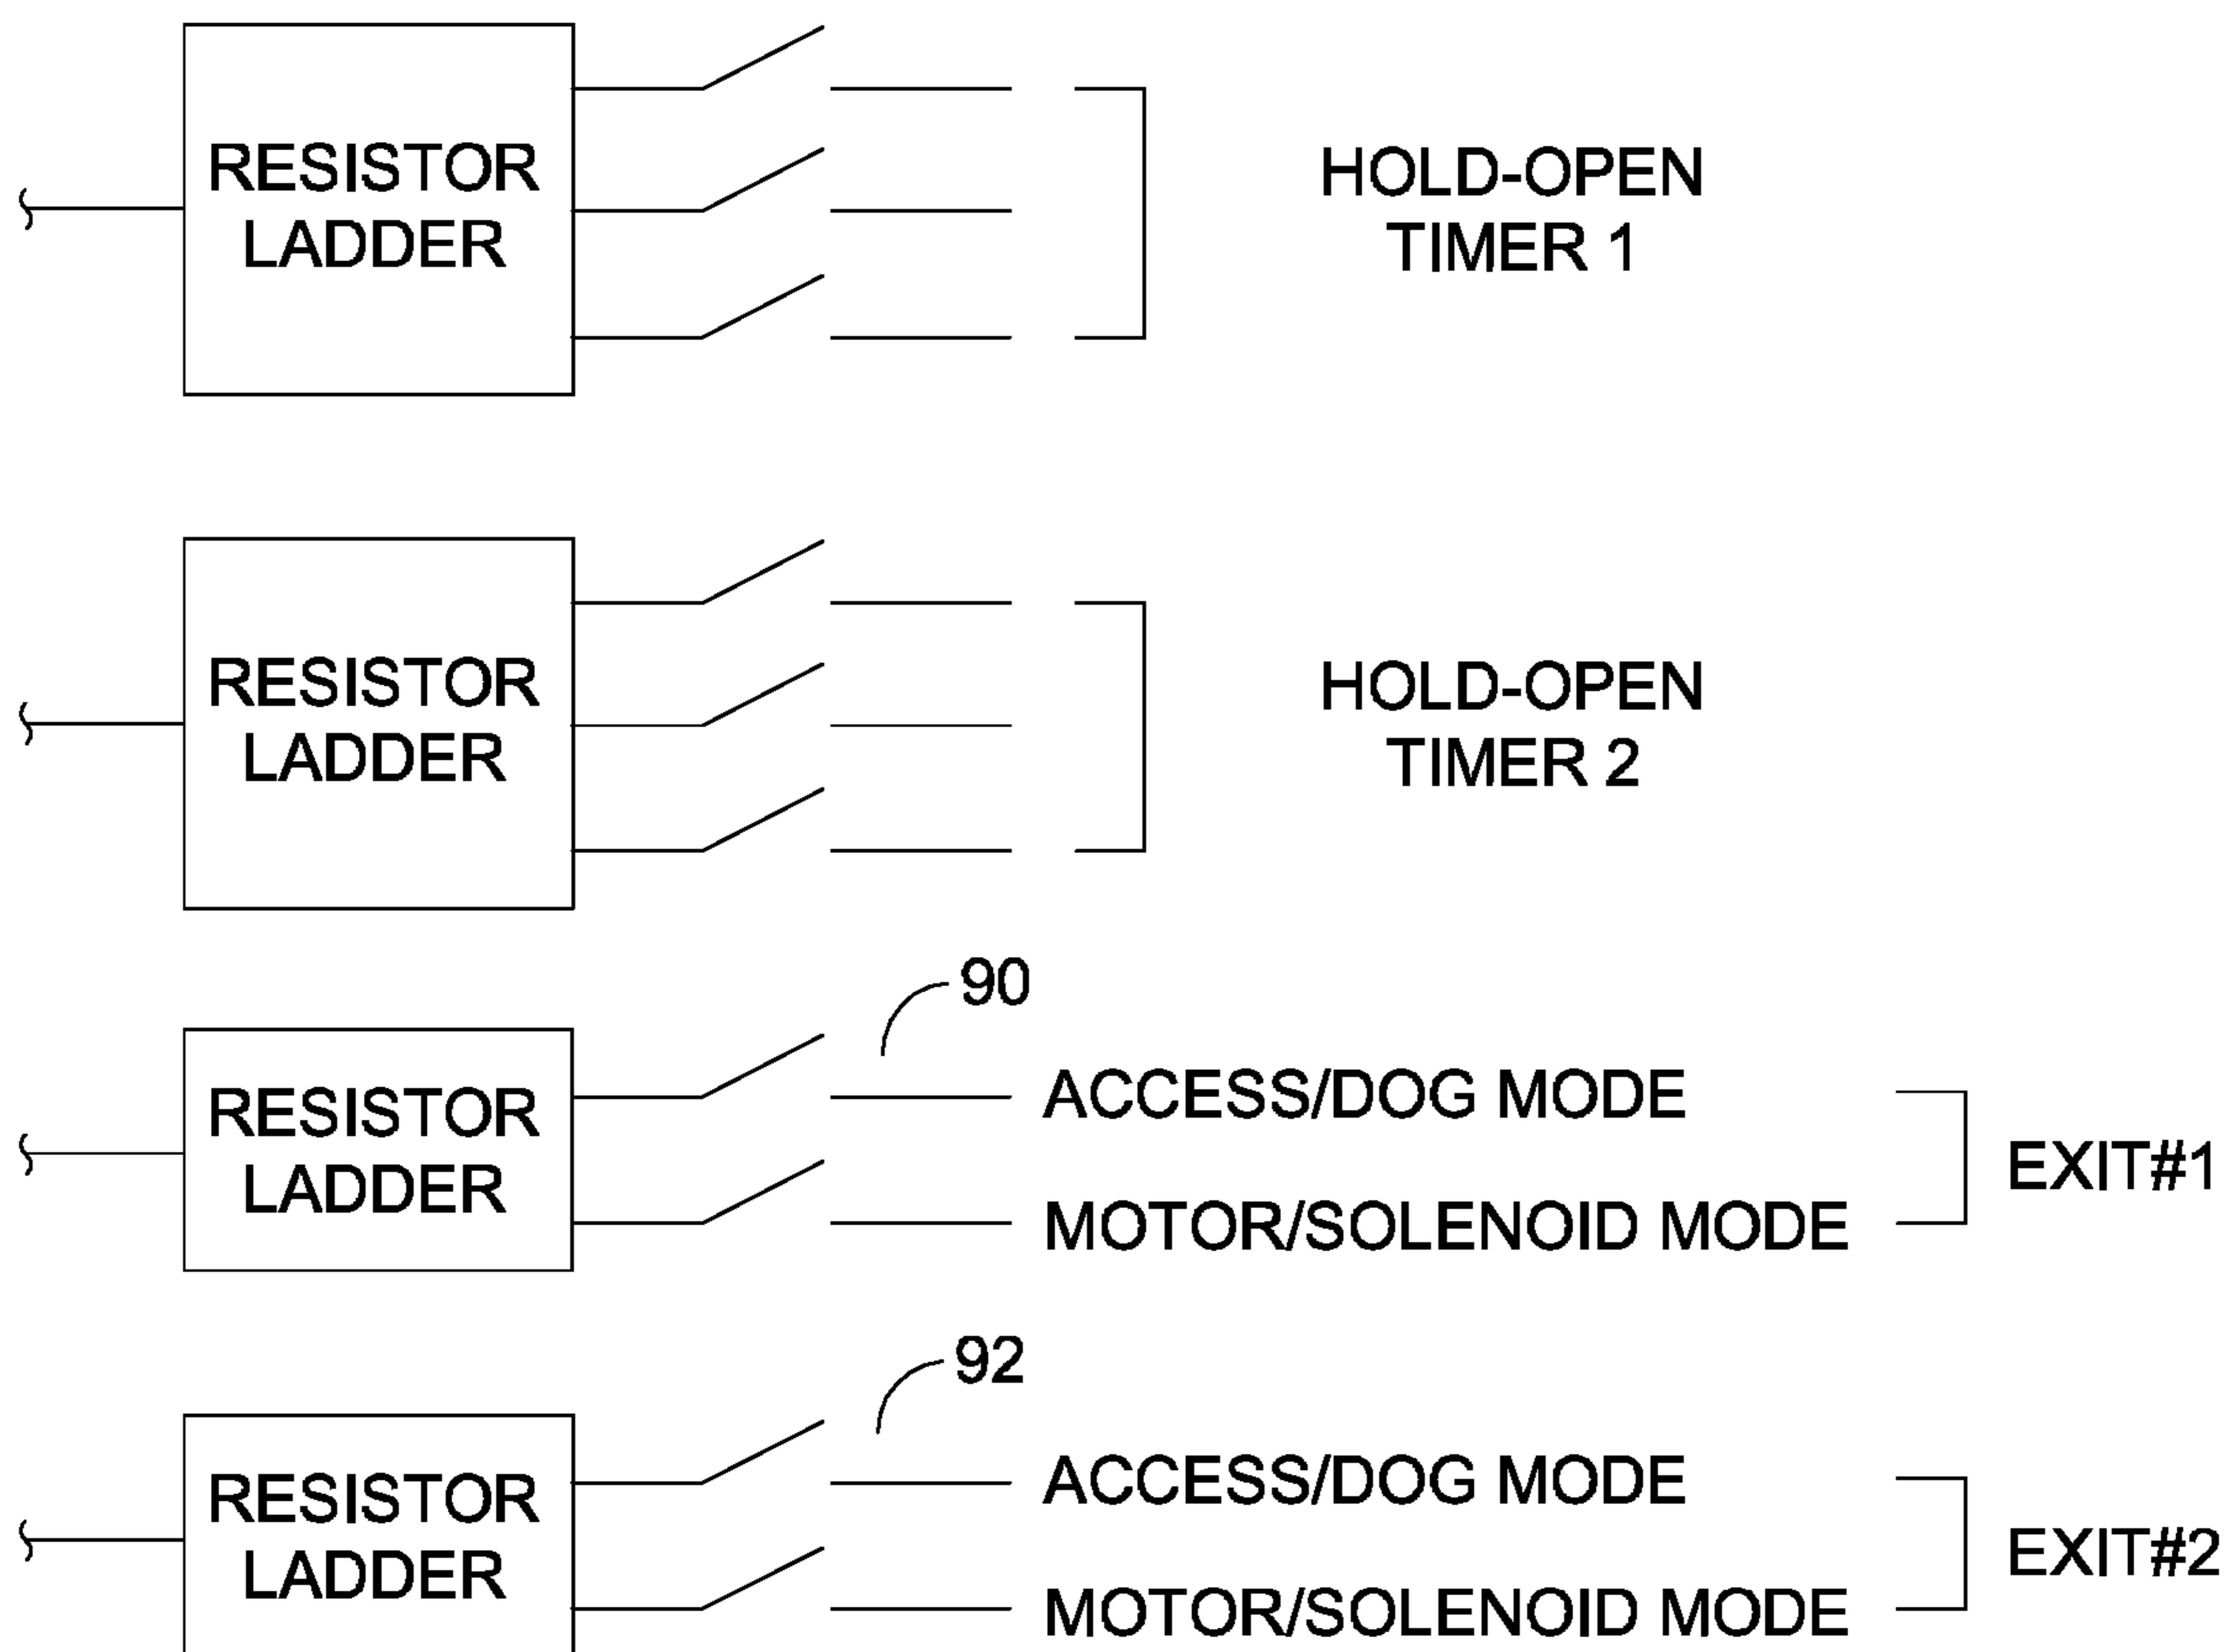 RESISTOR
LADDER
HOLD-OPEN
TIMER 1
RESISTOR
LADDER
HOLD-OPEN
TIMER 2
90
RESISTOR
LADDER
ACCESS/DOG MODE
MOTOR/SOLENOID MODE
EXIT#1
92
RESISTOR
LADDER
ACCESS/DOG MODE
MOTOR/SOLENOID MODE
EXIT#2